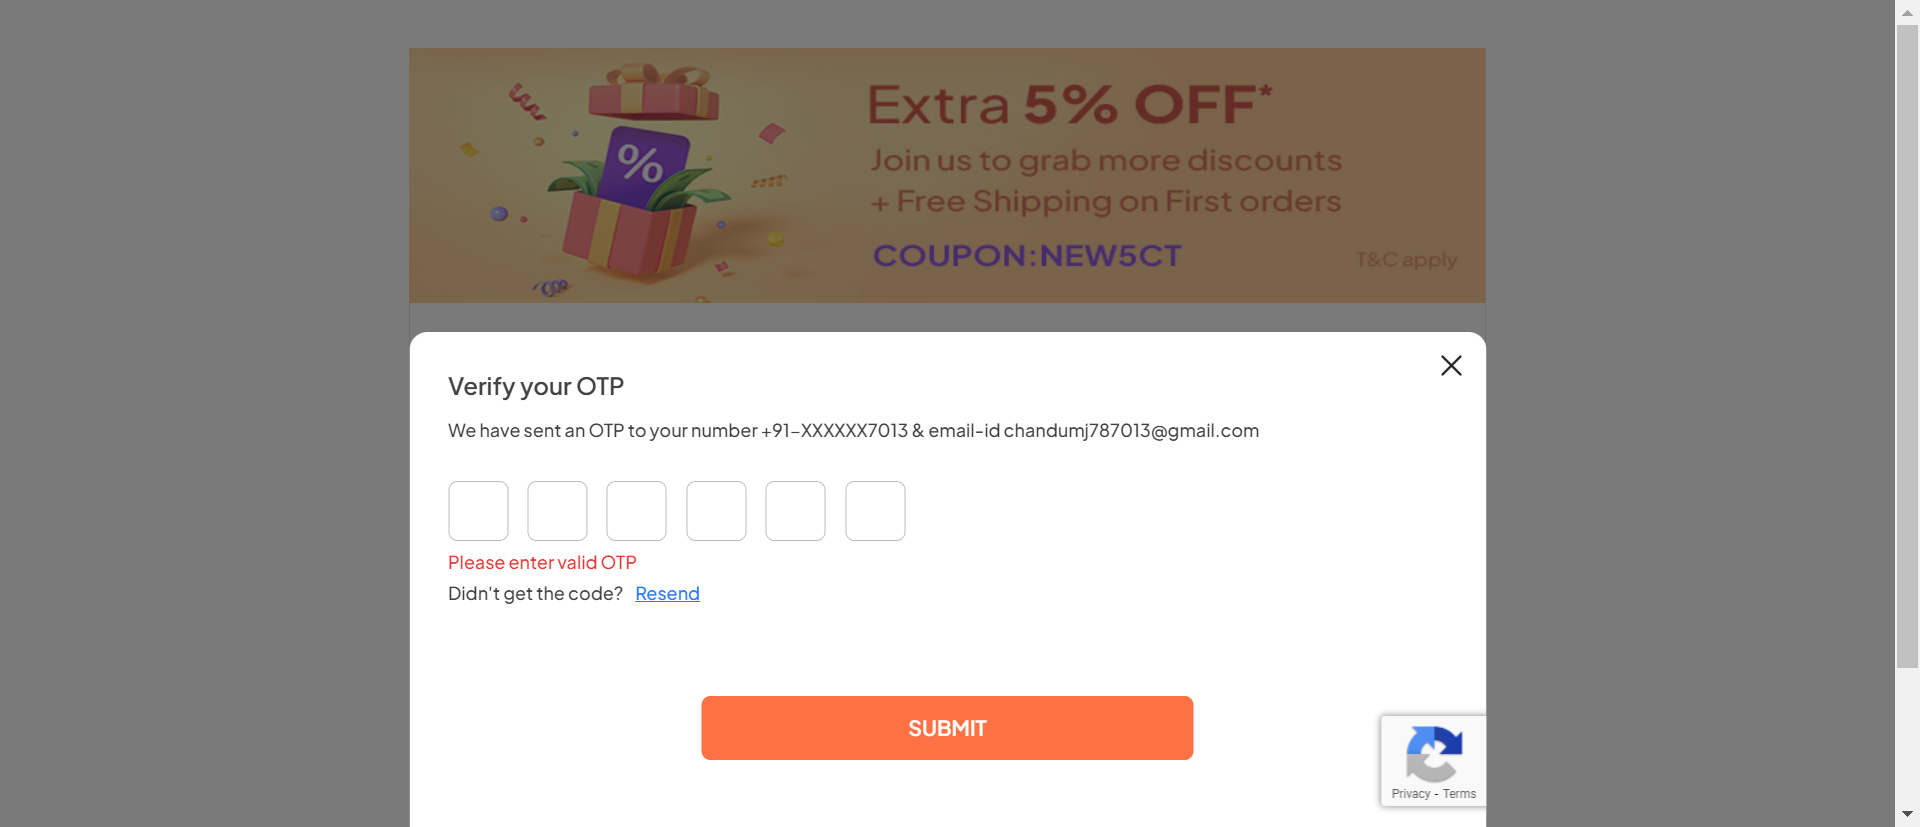 Extra 5% OFF*
Join us to grab more discounts
+ Free Shipping on First orders
COUPON:NEW5CT
T&C apply
%
Verify your OTP
We have sent an OTP to your number +91-XXXXXX7013 & email-id chandumj787013@gmail.com
Please enter valid OTP
Didn't get the code? Resend
SUBMIT
Privacy - Terms